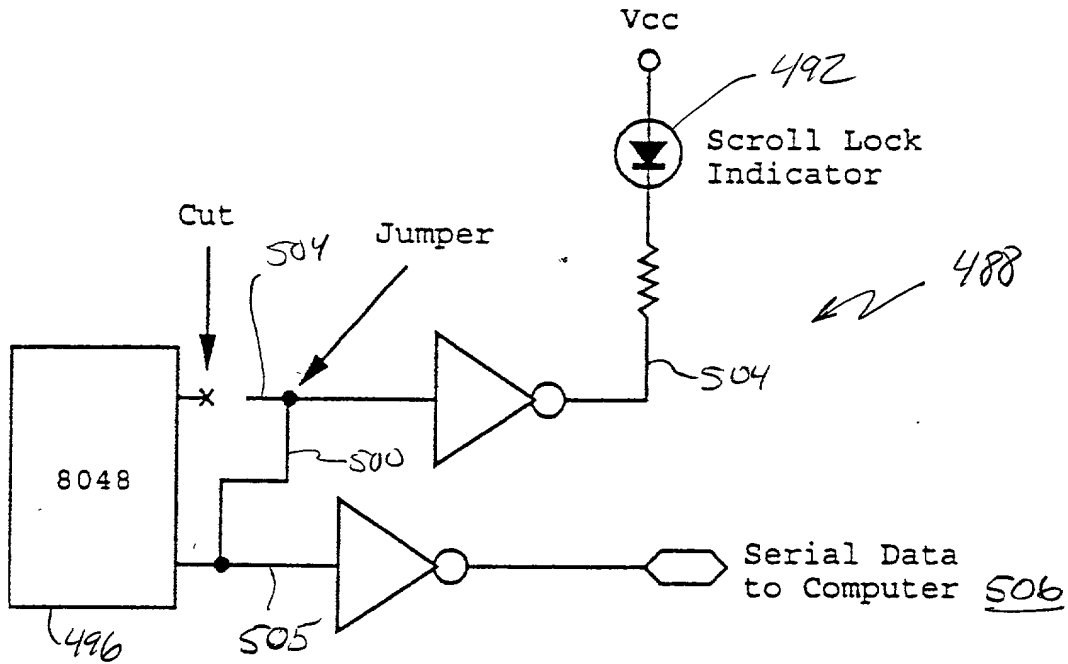 Vcc
492
Scroll Lock
Indicator
Cut
504
Jumper
488
504
500
8048
Serial Data
to Computer 506
505
496